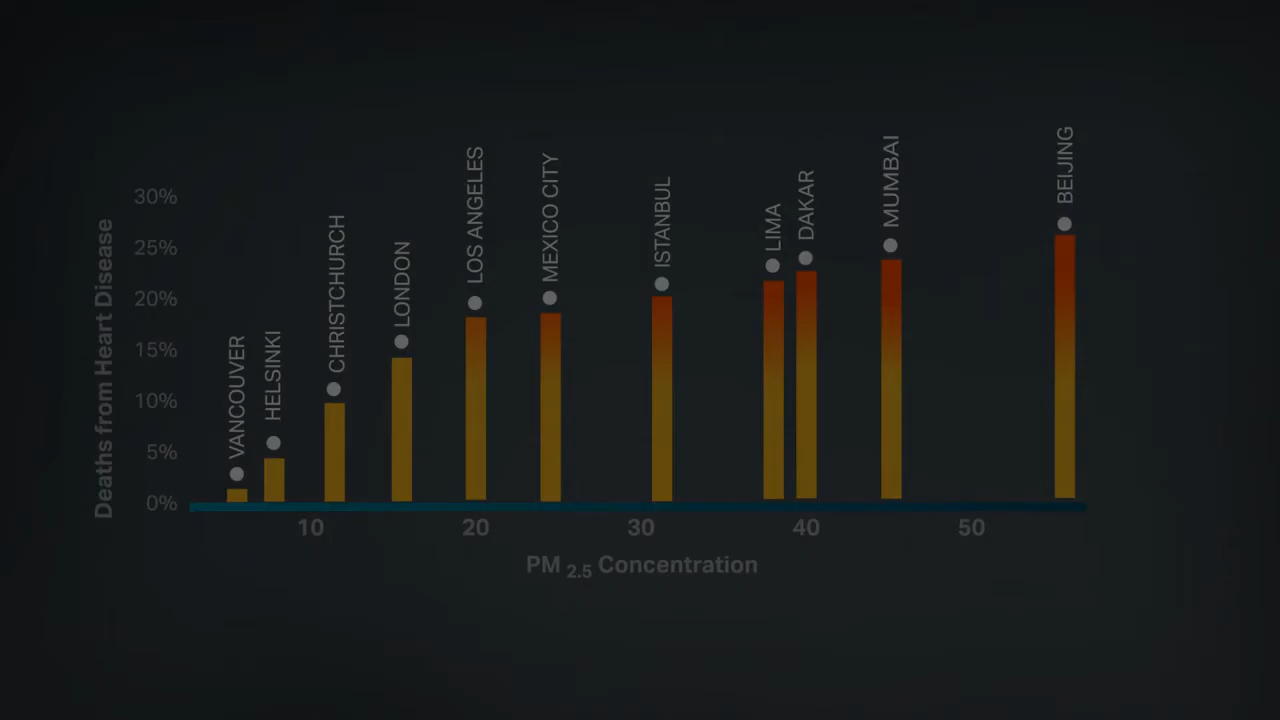 Deaths from Heart Disease
30%
25%
20%
15%
10%
5%
0%
VANCOUVER
HELSINKI
CHRISTCHURCH
LONDON
LOS ANGELES
MEXICO CITY
ISTANBUL
LIMA
DAKAR
MUMBAI
BEIJING
10 20 30 40 50
PM 2.5 Concentration